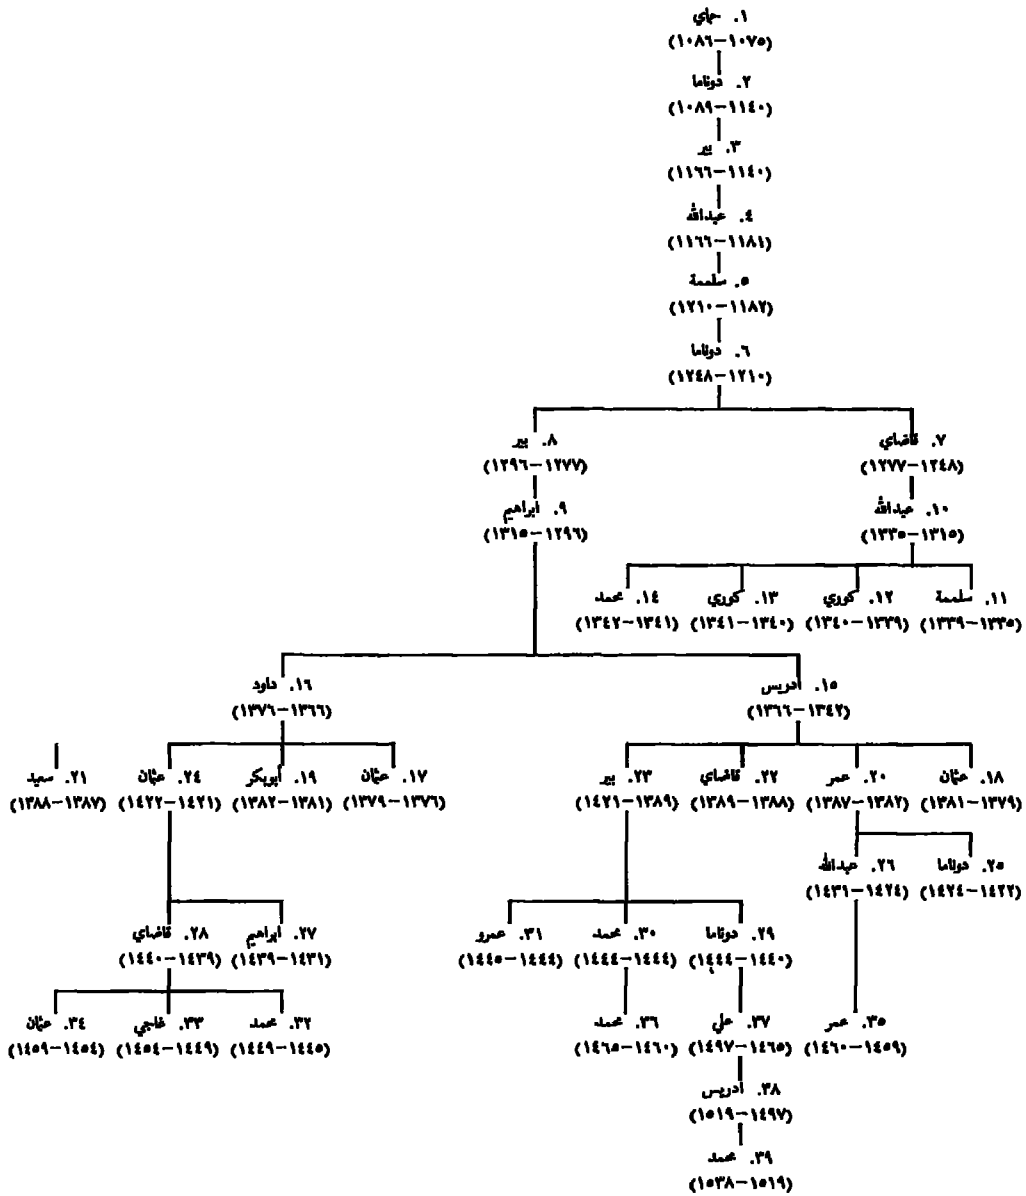 ١. حماي
(١٠٧٥–١٠٨٦)
٢. دوناما
(١١٤٠–١٠٨٩)
٣. بير
(١١٤٠–١١٦٦)
٤. عبدالله
(١١٨١–١١٦٦)
٥. سلممة
(١١٨٢–١٢١٠)
٦. دوناما
(١٢١٠–١٢٤٨)
٧. قاضاي
(١٢٤٨–١٢٧٧)
٨. بير
(١٢٧٧–١٢٩٦)
١٠. عبدالله
(١٣١٥–١٣٣٥)
٩. ابراهيم
(١٢٩٦–١٣١٥)
١١. سلممة
(١٣٣٥–١٣٣٩)
١٢. كوري
(١٣٣٩–١٣٤٠)
١٣. كوري
(١٣٤٠–١٣٤١)
١٤. محمد
(١٣٤١–١٣٤٢)
١٥. ادريس
(١٣٤٢–١٣٦٦)
١٦. داود
(١٣٦٦–١٣٧٦)
١٨. عثمان
(١٣٧٩–١٣٨١)
٢٠. عمر
(١٣٨٢–١٣٨٧)
٢٢. قاضاي
(١٣٨٨–١٣٨٩)
٢٣. بير
(١٣٨٩–١٤٢١)
١٧. عثمان
(١٣٧٦–١٣٧٩)
١٩. ابوبكر
(١٣٨١–١٣٨٢)
٢٤. عثمان
(١٤٢١–١٤٢٢)
٢١. سعيد
(١٣٨٧–١٣٨٨)
٢٥. دوناما
(١٤٢٢–١٤٢٤)
٢٦. عبدالله
(١٤٢٤–١٤�١)
٢٩. دوناما
(١٤٤٠–١٤٤٤)
٣٠. محمد
(١٤٤٤–١٤٤٤)
٣١. عمرو
(١٤٤٤–١٤٤٥)
٢٧. ابراهيم
(١٤٣١–١٤٣٩)
٢٨. قاضاي
(١٤٣٩–١٤٤٠)
٣٥. عمر
(١٤٥٩–١٤٦٠)
٣٧. علي
(١٤٦٥–١٤٩٧)
٣٦. محمد
(١٤٦٠–١٤٦٥)
٣٢. محمد
(١٤٤٥–١٤٤٩)
٣٣. غاجي
(١٤٤٩–١٤٥٤)
٣٤. عثمان
(١٤٥٤–١٤٥٩)
٣٨. ادريس
(١٤٩٧–١٥١٩)
٣٩. محمد
(١٥١٩–١٥٣٨)